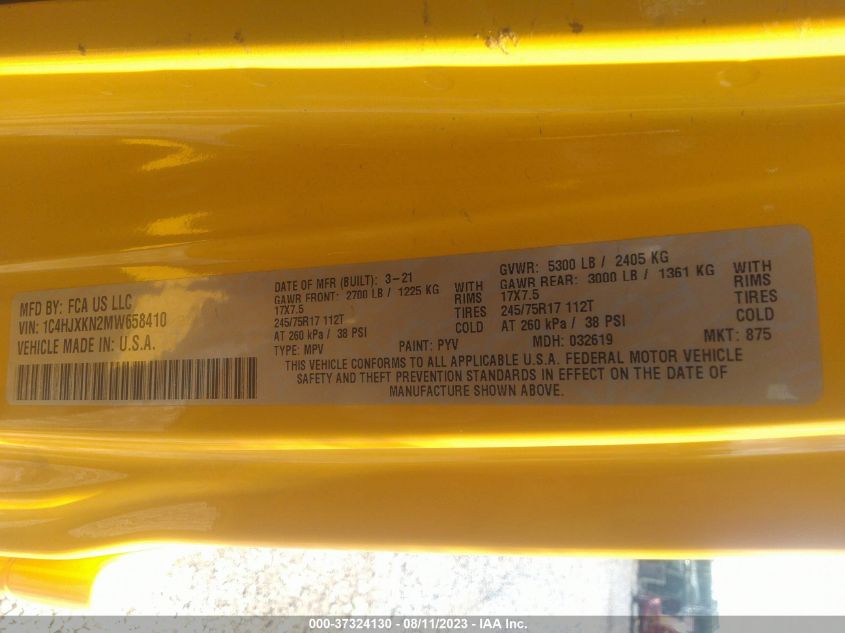 MFD BY: FCA US LLC
VIN: 1C4HJXKN2MW658410
VEHICLE MADE IN: U.S.A.
DATE OF MFR (BUILT): 3-21
GAWR FRONT: 2700 LB / 1225 KG WITH
17X7.5 RIMS
245/75R17 112T TIRES
AT 260 kPa / 38 PSI COLD
GVWR: 5300 LB / 2405 KG
GAWR REAR: 3000 LB / 1361 KG WITH
17X7.5 RIMS
245/75R17 112T TIRES
AT 260 kPa / 38 PSI COLD
TYPE: MPV PAINT: PYV MDH: 032619 MKT: 875
THIS VEHICLE CONFORMS TO ALL APPLICABLE U.S.A. FEDERAL MOTOR VEHICLE
SAFETY AND THEFT PREVENTION STANDARDS IN EFFECT ON THE DATE OF
MANUFACTURE SHOWN ABOVE.
000-37324130 - 08/11/2023 - IAA Inc.